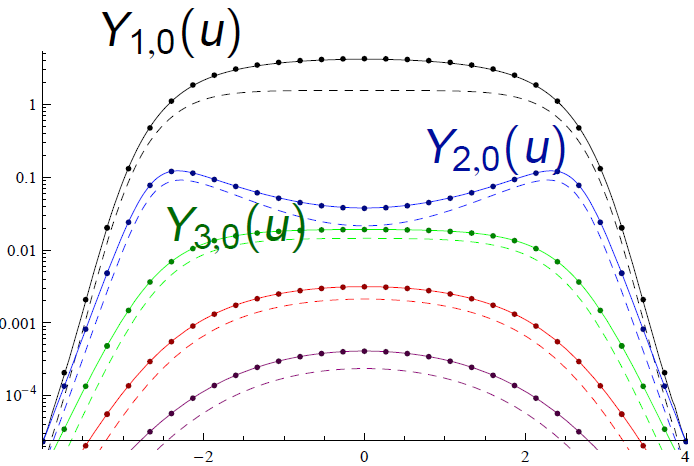 Y₁,₀(u)
1
Y₂,₀(u)
0.1
Y₃,₀(u)
0.01
0.001
10⁻⁴
−2 0 2 4